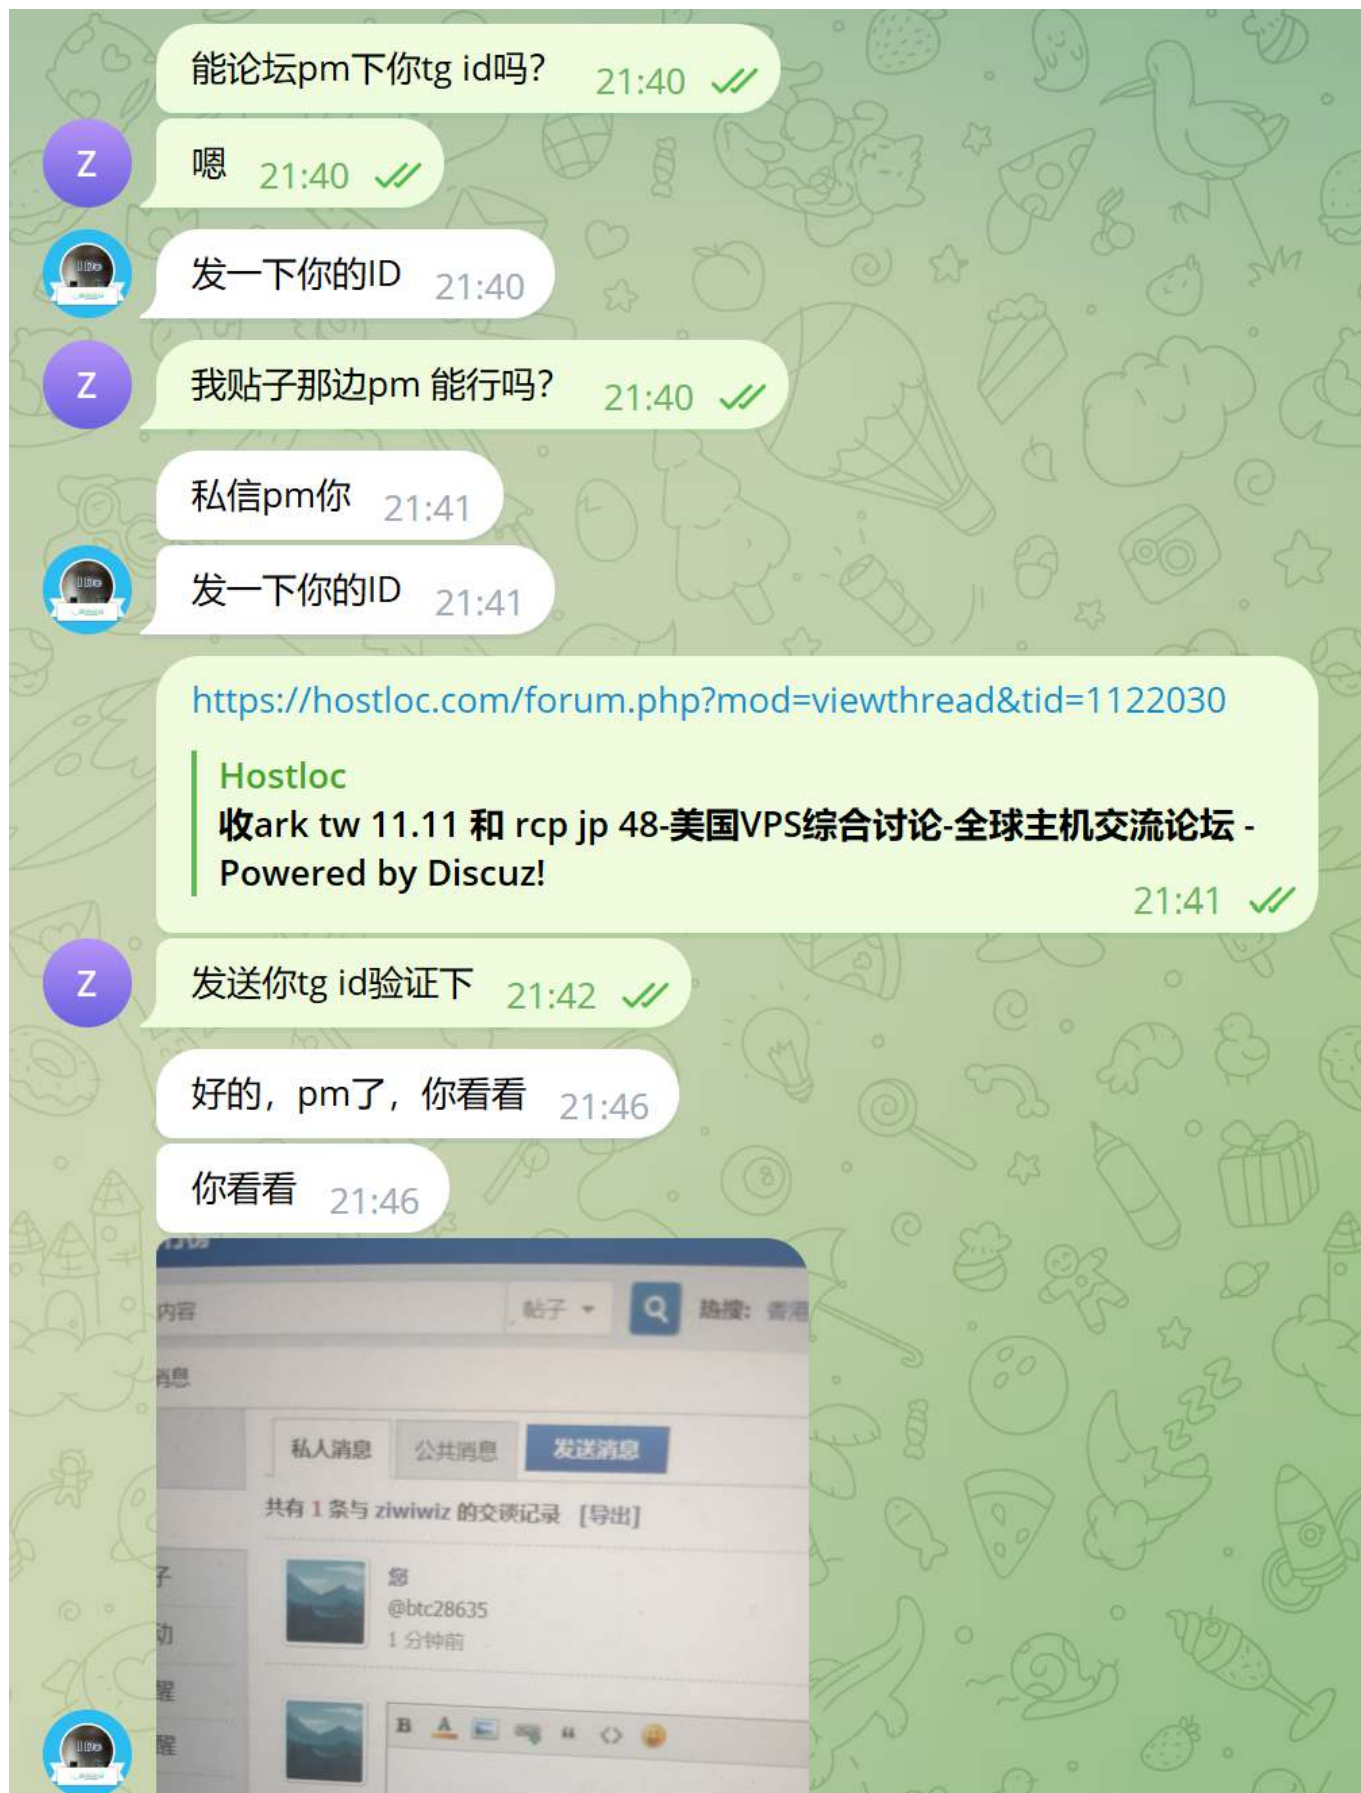 能论坛pm下你tg id吗? 21:40
Z
嗯 21:40
发一下你的ID 21:40
Z
我贴子那边pm 能行吗? 21:40
私信pm你 21:41
发一下你的ID 21:41
https://hostloc.com/forum.php?mod=viewthread&tid=1122030
Hostloc
收ark tw 11.11 和 rcp jp 48-美国VPS综合讨论-全球主机交流论坛 -
Powered by Discuz!
21:41
Z
发送你tg id验证下 21:42
好的，pm了，你看看 21:46
你看看 21:46
内容 帖子 热搜: 香港
消息
私人消息 公共消息 发送消息
共有 1 条与 ziwiwiz 的交谈记录 [导出]
子
您
@btc28635
动
1 分钟前
醒
B A “ <>
醒